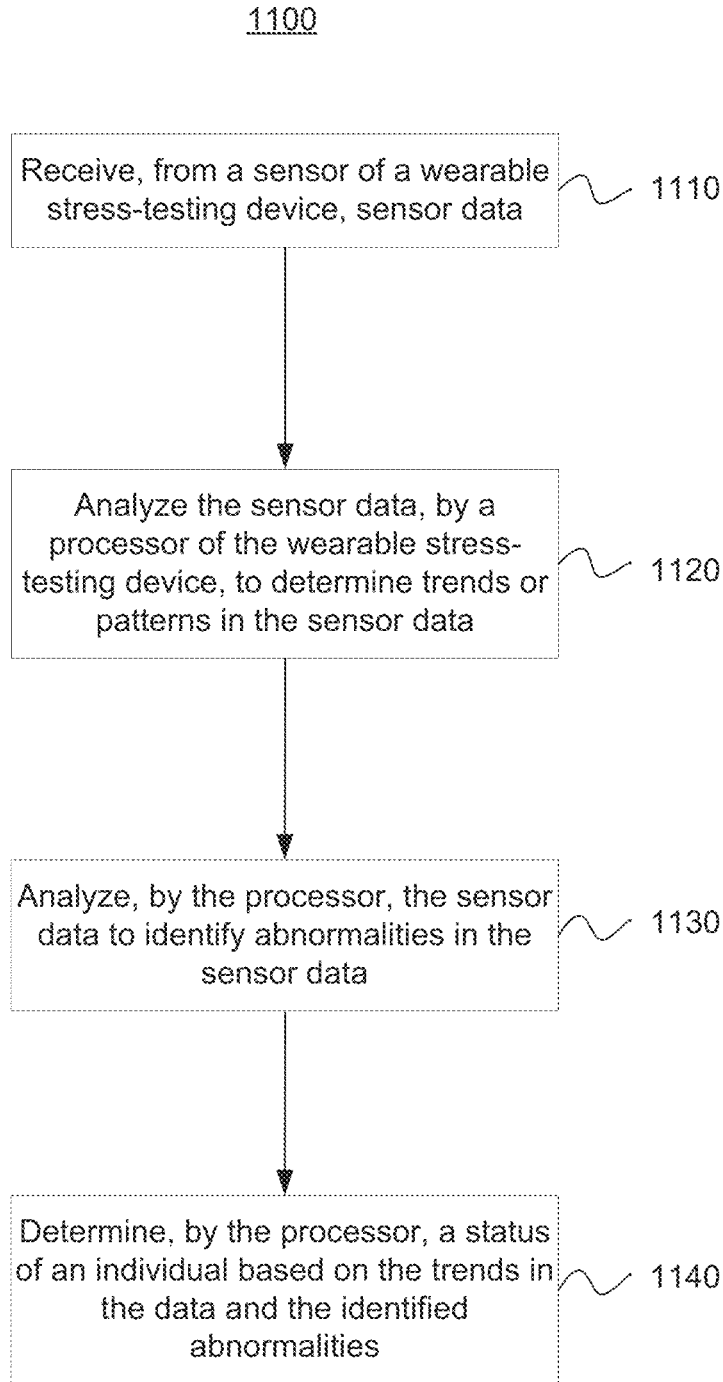 1100
Receive, from a sensor of a wearable
stress-testing device, sensor data
1110
Analyze the sensor data, by a
processor of the wearable stress-
testing device, to determine trends or
patterns in the sensor data
1120
Analyze, by the processor, the sensor
data to identify abnormalities in the
sensor data
1130
Determine, by the processor, a status
of an individual based on the trends in
the data and the identified
abnormalities
1140